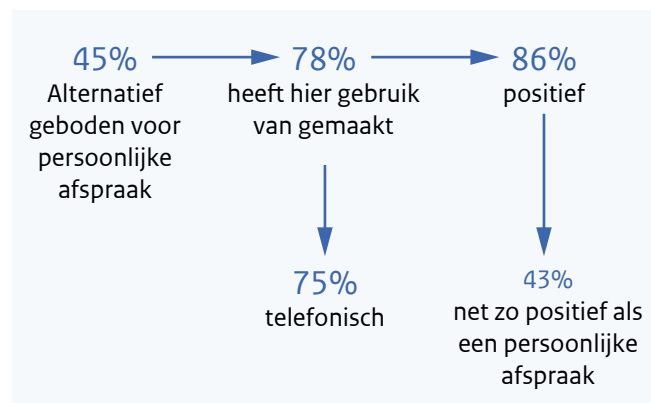 45%
Alternatief
geboden voor
persoonlijke
afspraak
78%
heeft hier gebruik
van gemaakt
86%
positief
75%
telefonisch
43%
net zo positief als
een persoonlijke
afspraak